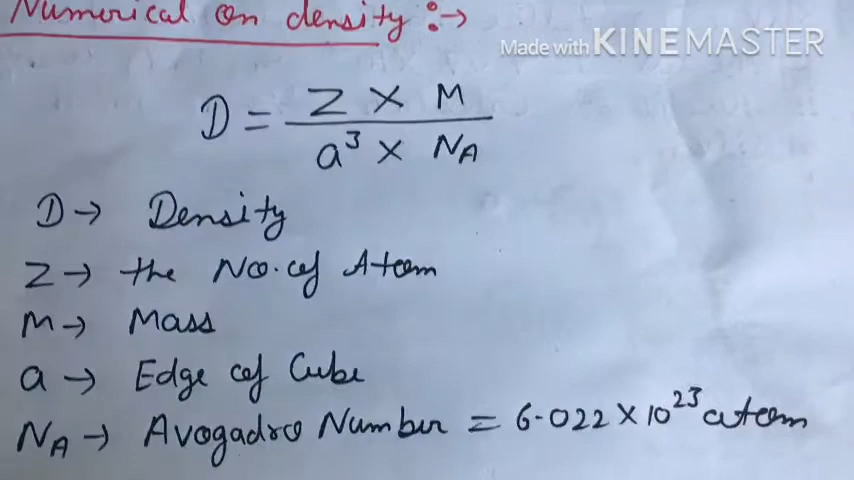 Numerical on density :→
Made with KINEMASTER
D = Z × M / a³ × NA
D → Density
Z → the No. of Atom
M → Mass
a → Edge of Cube
NA → Avogadro Number = 6.022 × 10²³ atom